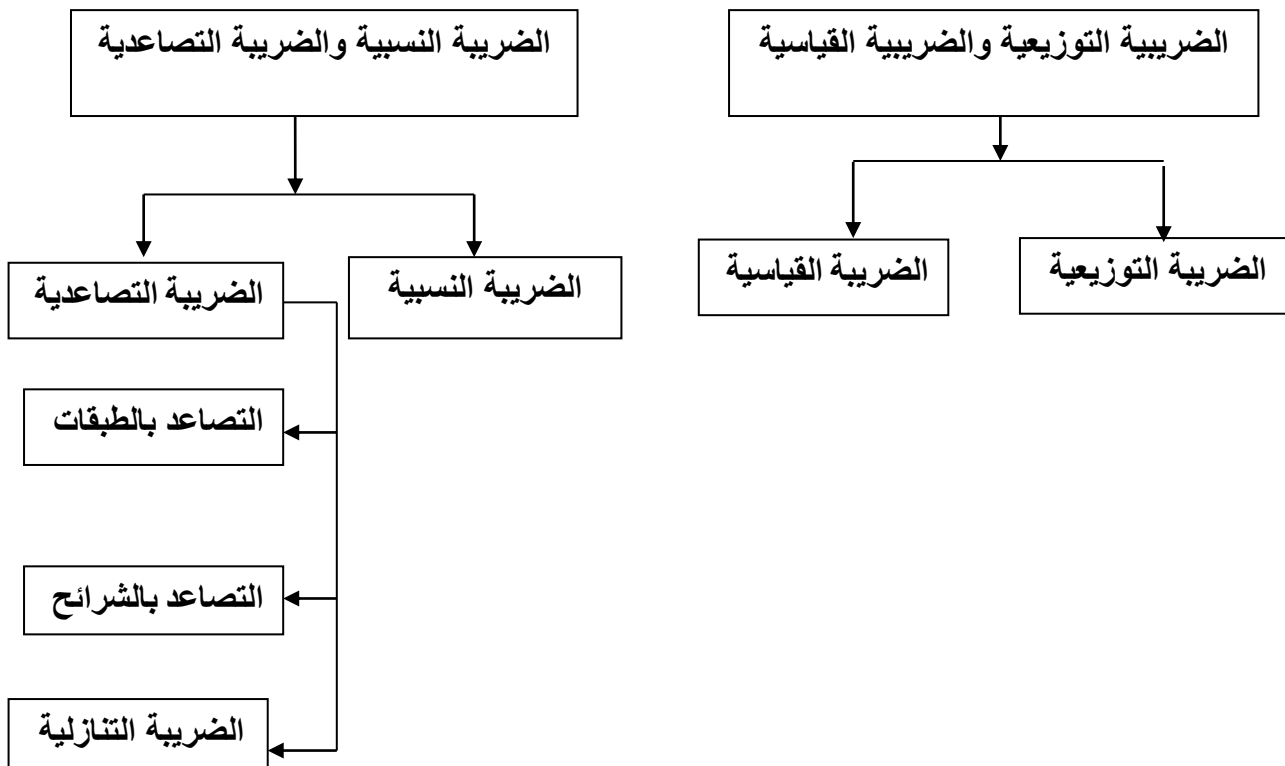 الضريبية التوزيعية والضريبية القياسية
الضريبة النسبية والضريبة التصاعدية
الضريبة التوزيعية
الضريبة القياسية
الضريبة النسبية
الضريبة التصاعدية
التصاعد بالطبقات
التصاعد بالشرائح
الضريبة التنازلية